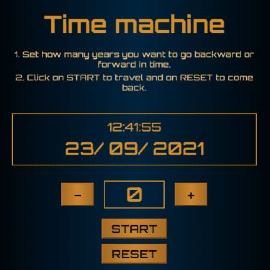 Time machine
1. Set how many years you want to go backward or
forward in time.
2. Click on START to travel and on RESET to come
back.
12:41:55
23/ 09/ 2021
- 0 +
START
RESET